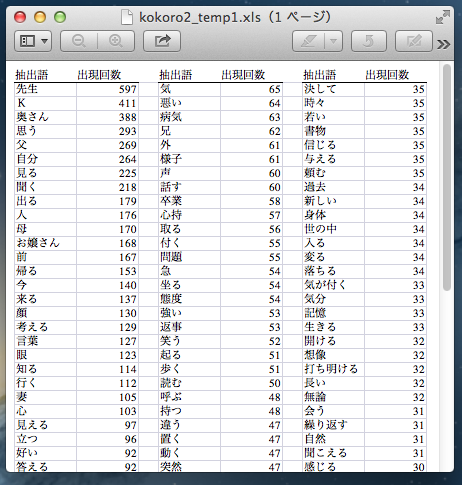 kokoro2_temp1.xls（1 ページ）
抽出語 出現回数 抽出語 出現回数 抽出語 出現回数
先生 597 気 65 決して 35
K 411 悪い 64 時々 35
奥さん 388 病気 63 若い 35
思う 293 兄 62 書物 35
父 269 外 61 信じる 35
自分 264 様子 61 与える 35
見る 225 声 60 頼む 35
聞く 218 話す 60 過去 34
出る 179 卒業 58 新しい 34
人 176 心持 57 身体 34
母 170 取る 56 世の中 34
お嬢さん 168 付く 55 入る 34
前 167 問題 55 変る 34
帰る 153 急 54 落ちる 34
今 140 坐る 54 気が付く 33
来る 137 態度 54 気分 33
顔 130 強い 53 記憶 33
考える 129 返事 53 生きる 33
言葉 127 笑う 52 開ける 32
眼 123 起る 51 想像 32
知る 114 歩く 51 打ち明ける 32
行く 112 読む 50 長い 32
妻 105 呼ぶ 48 無論 32
心 103 持つ 48 会う 31
見える 97 違う 47 繰り返す 31
立つ 96 置く 47 自然 31
好い 92 動く 47 聞こえる 31
答える 92 突然 47 感じる 30